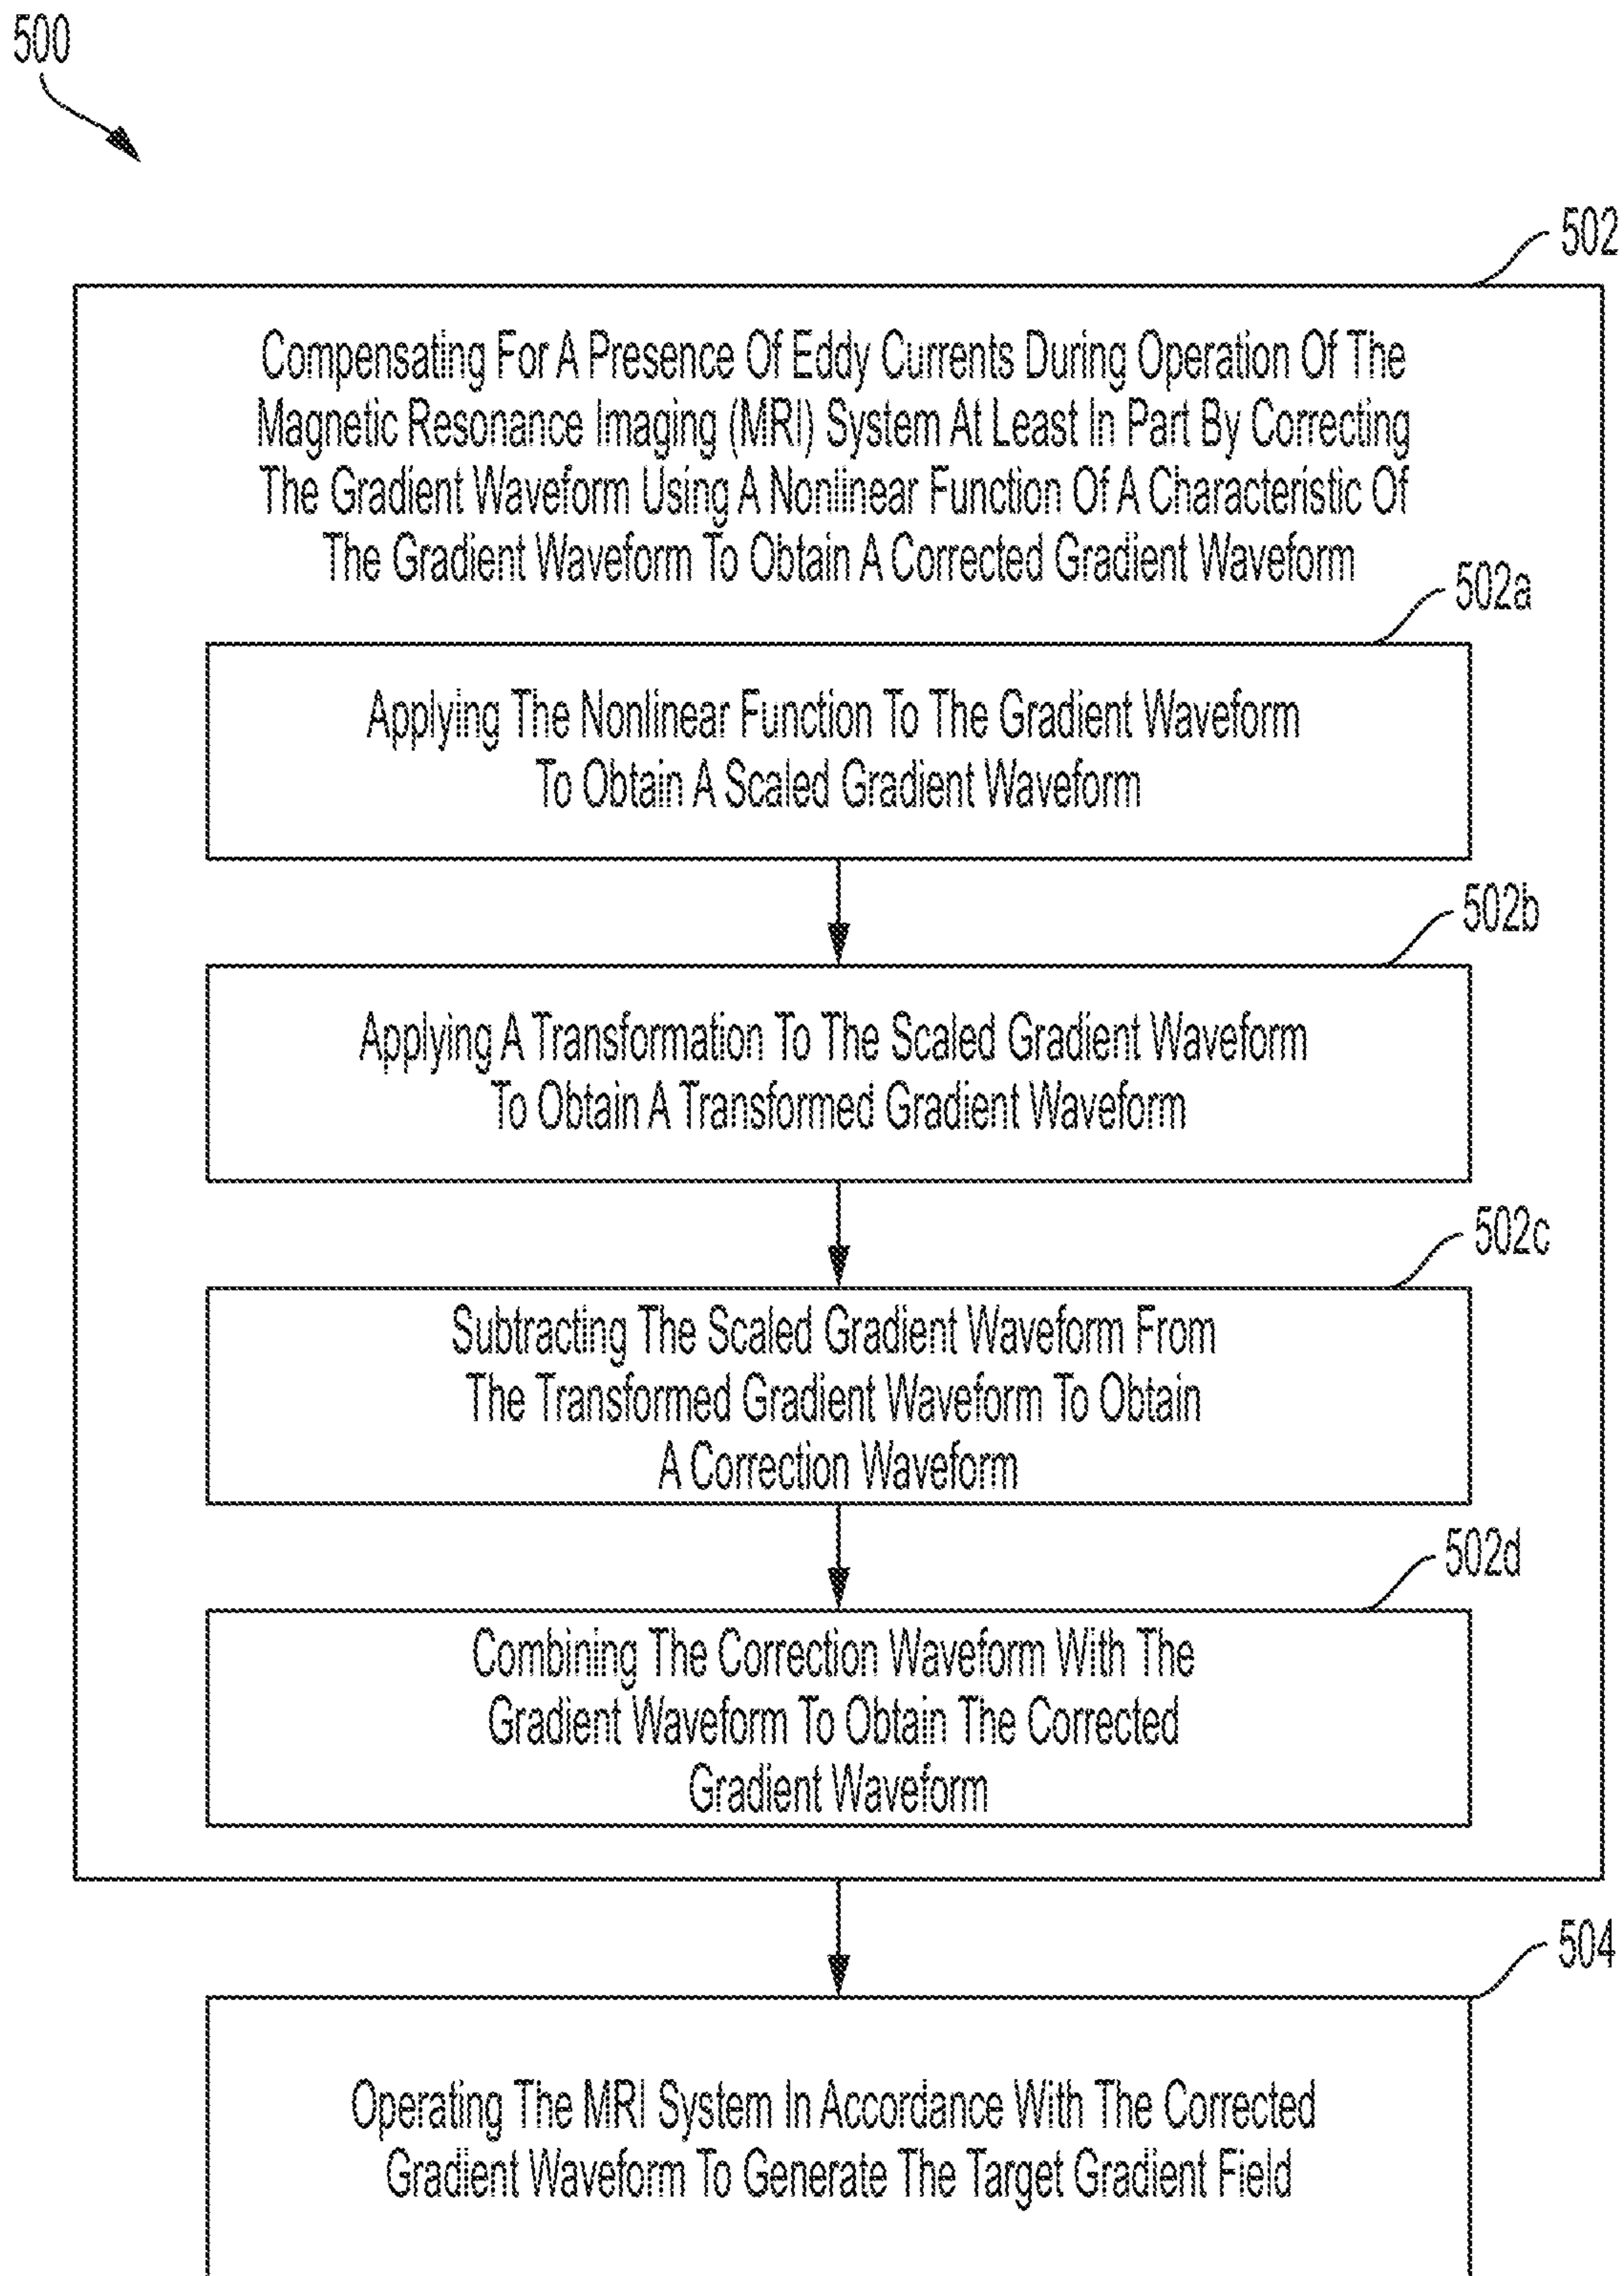 500
502
Compensating For A Presence Of Eddy Currents During Operation Of The
Magnetic Resonance Imaging (MRI) System At Least In Part By Correcting
The Gradient Waveform Using A Nonlinear Function Of A Characteristic Of
The Gradient Waveform To Obtain A Corrected Gradient Waveform
502a
Applying The Nonlinear Function To The Gradient Waveform
To Obtain A Scaled Gradient Waveform
502b
Applying A Transformation To The Scaled Gradient Waveform
To Obtain A Transformed Gradient Waveform
502c
Subtracting The Scaled Gradient Waveform From
The Transformed Gradient Waveform To Obtain
A Correction Waveform
502d
Combining The Correction Waveform With The
Gradient Waveform To Obtain The Corrected
Gradient Waveform
504
Operating The MRI System In Accordance With The Corrected
Gradient Waveform To Generate The Target Gradient Field